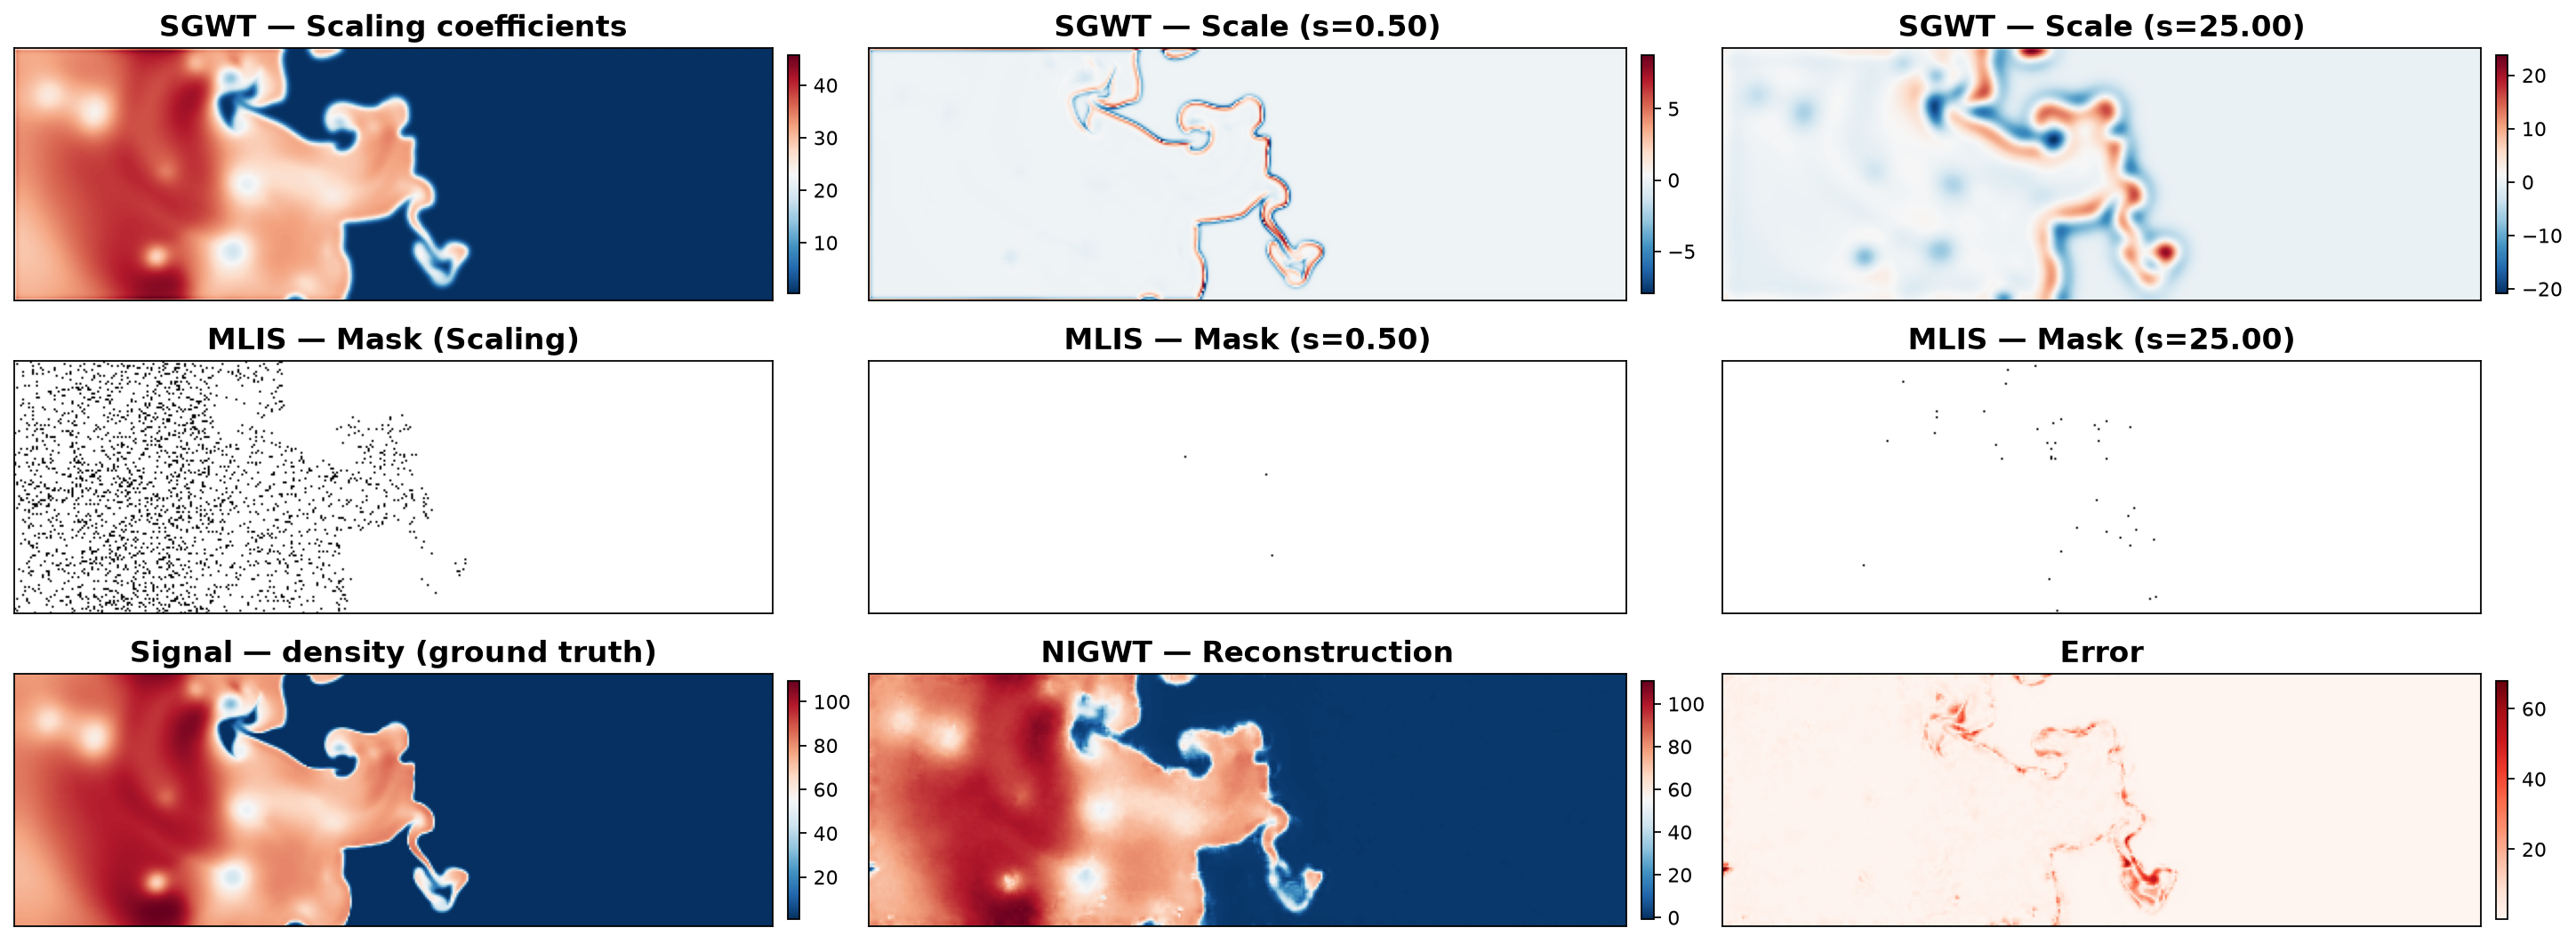 SGWT — Scaling coefficients
40
30
20
10
SGWT — Scale (s=0.50)
5
0
−5
SGWT — Scale (s=25.00)
20
10
0
−10
−20
MLIS — Mask (Scaling)
MLIS — Mask (s=0.50)
MLIS — Mask (s=25.00)
Signal — density (ground truth)
100
80
60
40
20
NIGWT — Reconstruction
100
80
60
40
20
0
Error
60
40
20